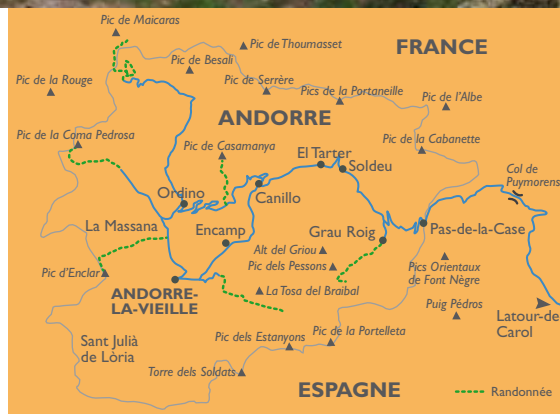 Pic de Maicaras
Pic de Thoumasset
FRANCE
Pic de Besali
Pic de la Rouge
Pic de Serrère
Pics de la Portaneille
Pic de l'Albe
ANDORRE
Pic de la Coma Pedrosa
Pic de Casamanya
Pic de la Cabanette
El Tarter
Soldeu
Col de
Puymorens
Ordino
Canillo
La Massana
Encamp
Grau Roig
Pas-de-la-Case
Alt del Griou
Pic d'Enclar
Pic dels Pessons
Pics Orientaux
de Font Nègre
ANDORRE-
LA-VIEILLE
La Tosa del Braibal
Puig Pédros
Latour-de
Carol
Sant Julià
de Lòria
Pic dels Estanyons
Pic de la Portelleta
Torre dels Soldats
ESPAGNE
Randonnée